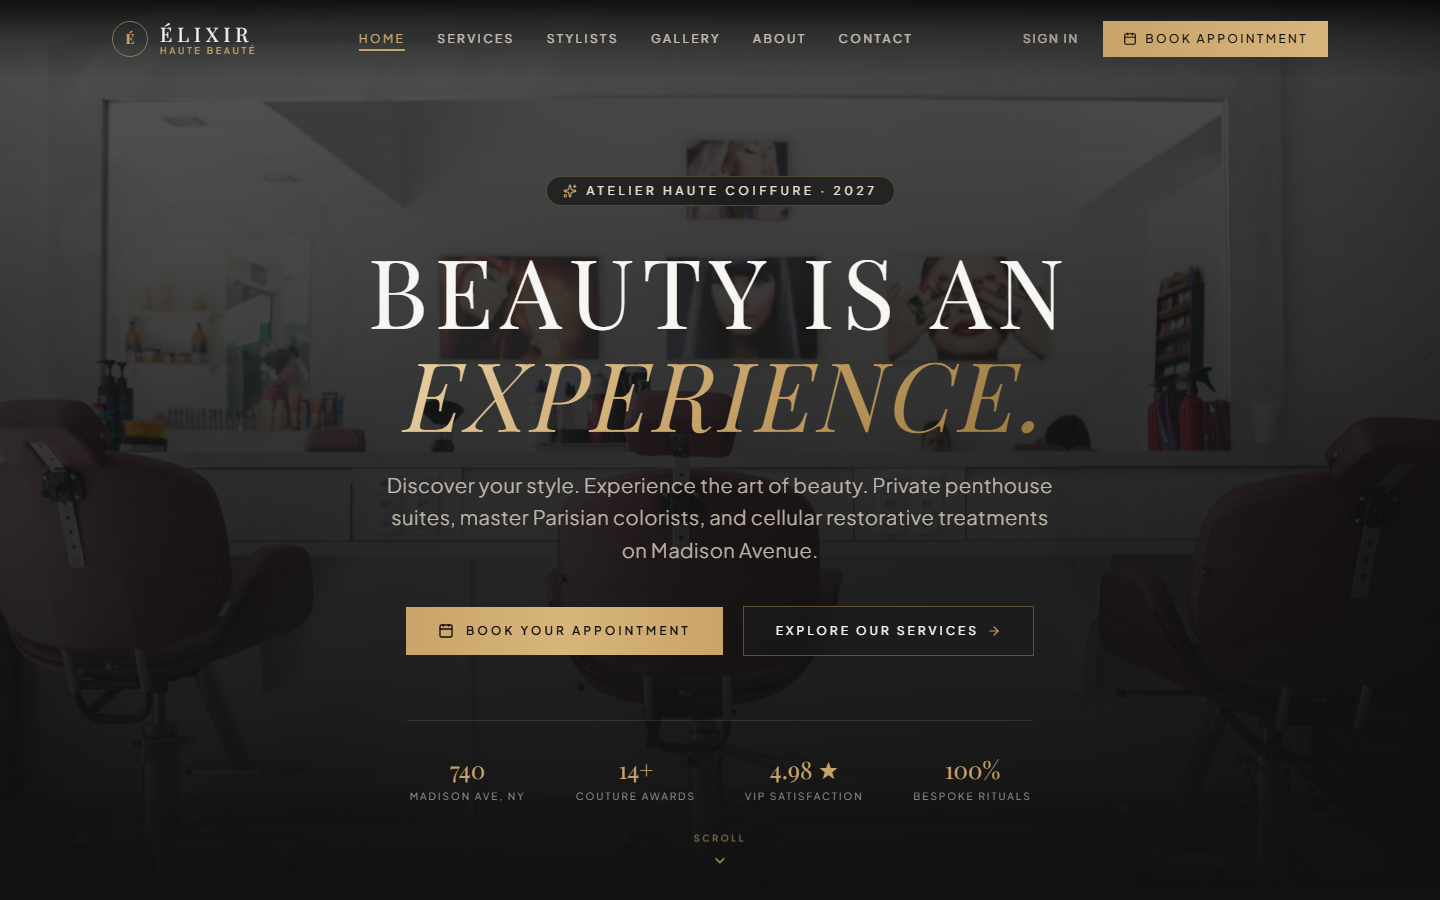 É
ÉLIXIR
HAUTE BEAUTÉ
HOME
SERVICES
STYLISTS
GALLERY
ABOUT
CONTACT
SIGN IN
BOOK APPOINTMENT
ATELIER HAUTE COIFFURE · 2027
BEAUTY IS AN
EXPERIENCE.
Discover your style. Experience the art of beauty. Private penthouse
suites, master Parisian colorists, and cellular restorative treatments
on Madison Avenue.
BOOK YOUR APPOINTMENT
EXPLORE OUR SERVICES →
740
MADISON AVE, NY
14+
COUTURE AWARDS
4.98 ★
VIP SATISFACTION
100%
BESPOKE RITUALS
SCROLL